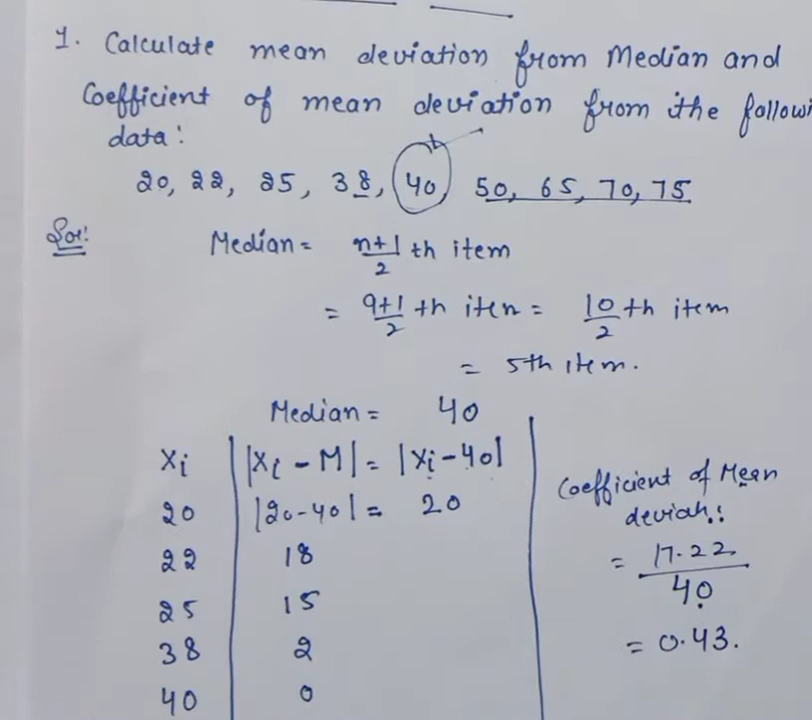 1. Calculate mean deviation from Median and
Coefficient of mean deviation from the followi
data:
20, 22, 25, 38, 40, 50, 65, 70, 75
Sol:
Median = n+1/2 th item
= 9+1/2 th iten = 10/2 th item
= 5th item.
Median = 40
Xi |Xi - M| = |Xi - 40|
20 |20-40| = 20
22 18
25 15
38 2
40 0
Coefficient of Mean
deviah.:
= 17.22/40
= 0.43.